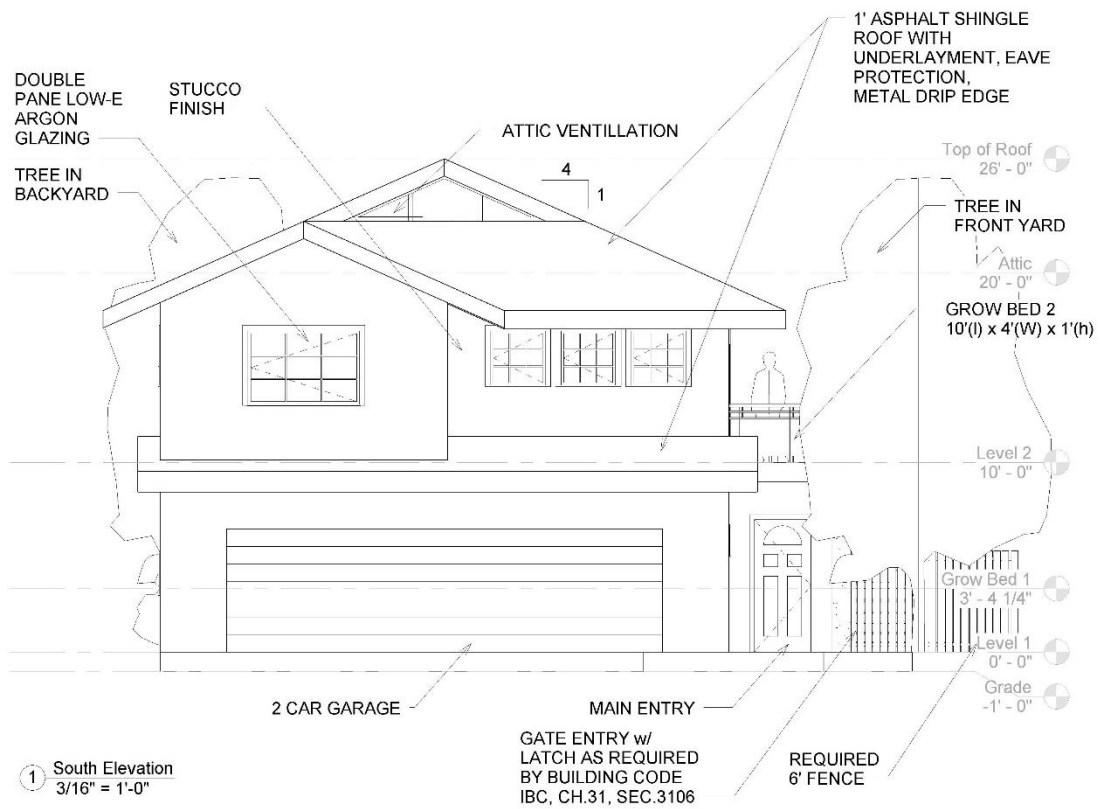 1' ASPHALT SHINGLE
ROOF WITH
UNDERLAYMENT, EAVE
PROTECTION,
METAL DRIP EDGE
DOUBLE
PANE LOW-E
ARGON
GLAZING
STUCCO
FINISH
ATTIC VENTILLATION
TREE IN
BACKYARD
4
1
Top of Roof
26' - 0"
TREE IN
FRONT YARD
Attic
20' - 0"
GROW BED 2
10'(l) x 4'(W) x 1'(h)
Level 2
10' - 0"
Grow Bed 1
3' - 4 1/4"
Level 1
0' - 0"
Grade
-1' - 0"
2 CAR GARAGE
MAIN ENTRY
GATE ENTRY w/
LATCH AS REQUIRED
BY BUILDING CODE
IBC, CH.31, SEC.3106
REQUIRED
6' FENCE
1 South Elevation
3/16" = 1'-0"